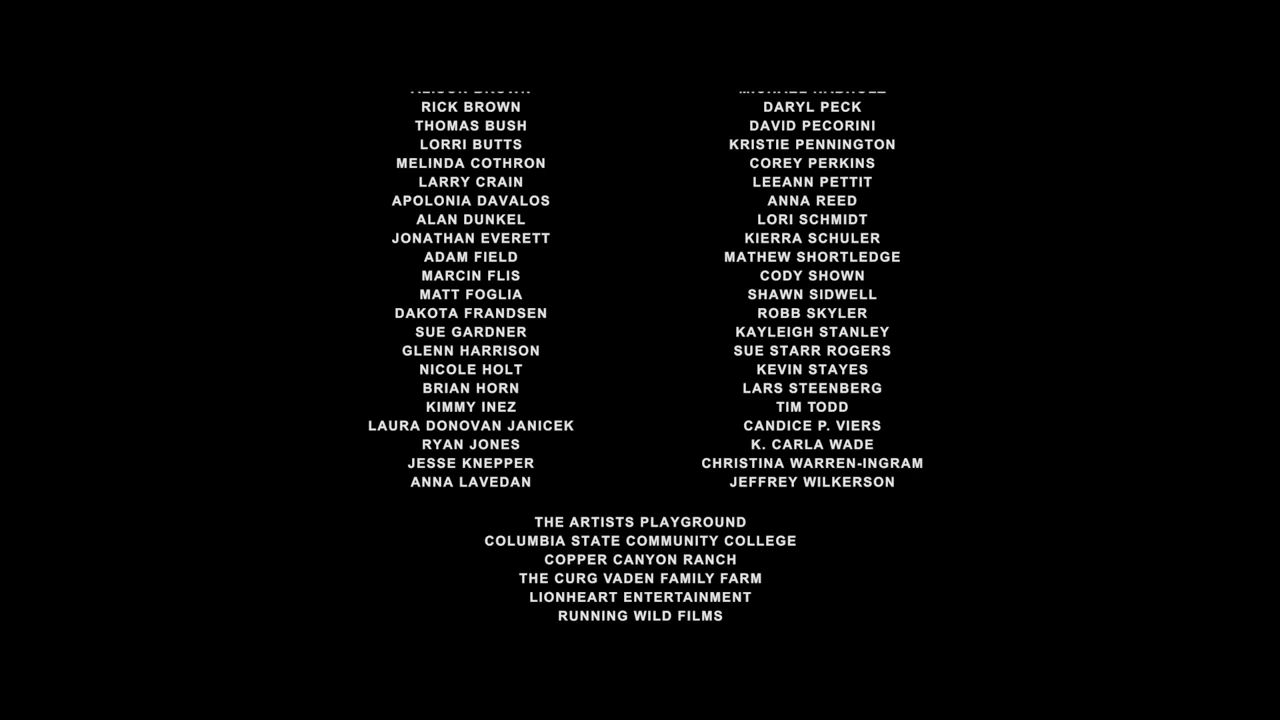 RICK BROWN
THOMAS BUSH
LORRI BUTTS
MELINDA COTHRON
LARRY CRAIN
APOLONIA DAVALOS
ALAN DUNKEL
JONATHAN EVERETT
ADAM FIELD
MARCIN FLIS
MATT FOGLIA
DAKOTA FRANDSEN
SUE GARDNER
GLENN HARRISON
NICOLE HOLT
BRIAN HORN
KIMMY INEZ
LAURA DONOVAN JANICEK
RYAN JONES
JESSE KNEPPER
ANNA LAVEDAN
DARYL PECK
DAVID PECORINI
KRISTIE PENNINGTON
COREY PERKINS
LEEANN PETTIT
ANNA REED
LORI SCHMIDT
KIERRA SCHULER
MATHEW SHORTLEDGE
CODY SHOWN
SHAWN SIDWELL
ROBB SKYLER
KAYLEIGH STANLEY
SUE STARR ROGERS
KEVIN STAYES
LARS STEENBERG
TIM TODD
CANDICE P. VIERS
K. CARLA WADE
CHRISTINA WARREN-INGRAM
JEFFREY WILKERSON
THE ARTISTS PLAYGROUND
COLUMBIA STATE COMMUNITY COLLEGE
COPPER CANYON RANCH
THE CURG VADEN FAMILY FARM
LIONHEART ENTERTAINMENT
RUNNING WILD FILMS